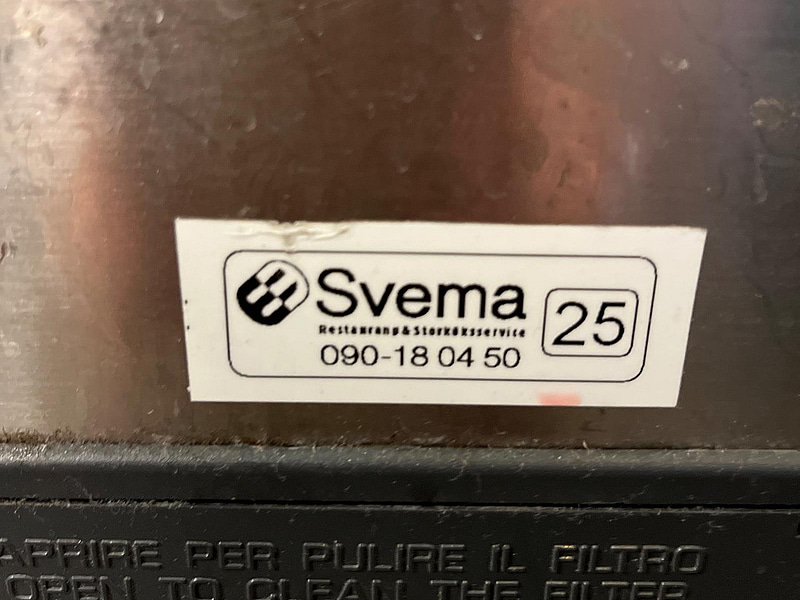 Svema
Restaurang & Storköksservice
090-18 04 50
25
APRIRE PER PULIRE IL FILTRO
OPEN TO CLEAN THE FILTER